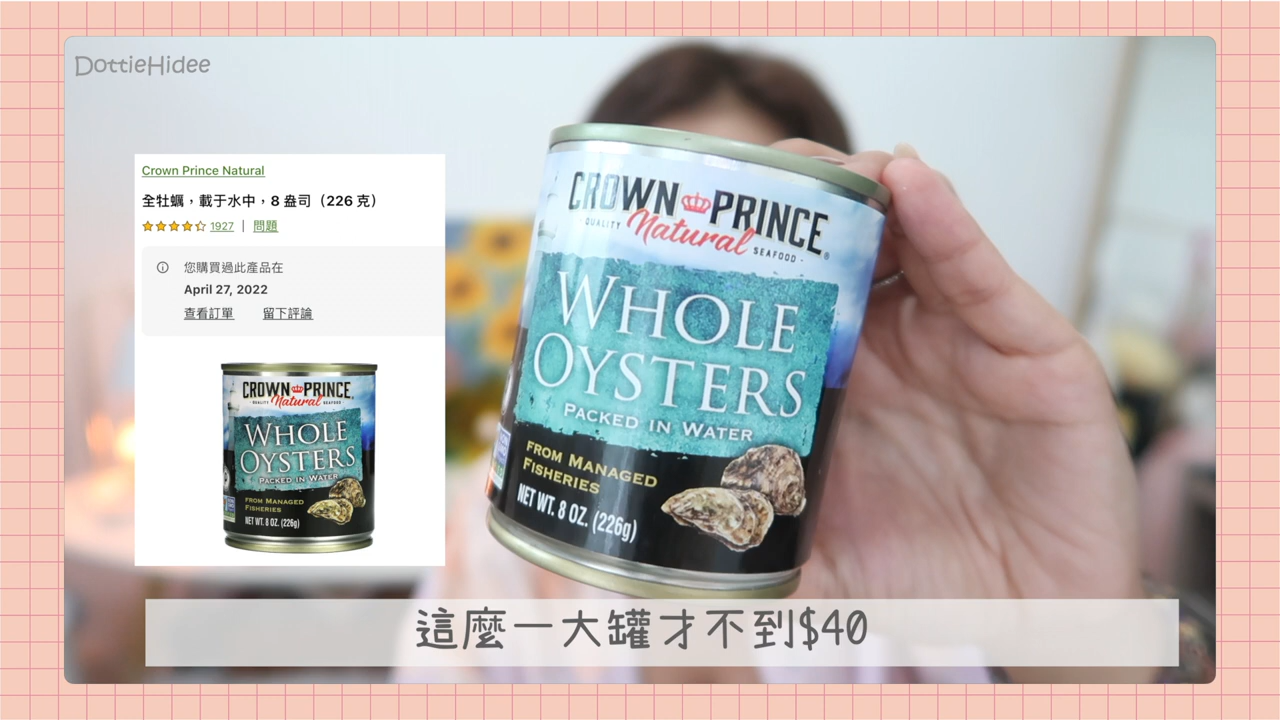 DottieHidee
Crown Prince Natural
全牡蠣，載于水中，8 盎司（226 克）
1927 | 問題
您購買過此產品在
April 27, 2022
查看訂單 留下評論
CROWN PRINCE
QUALITY Natural SEAFOOD
WHOLE
OYSTERS
PACKED IN WATER
FROM MANAGED
FISHERIES
NET WT. 8 OZ. (226g)
CROWN PRINCE®
· QUALITY Natural SEAFOOD ·
WHOLE
OYSTERS
PACKED IN WATER
FROM MANAGED
FISHERIES
NET WT. 8 OZ. (226g)
這麼一大罐才不到$40